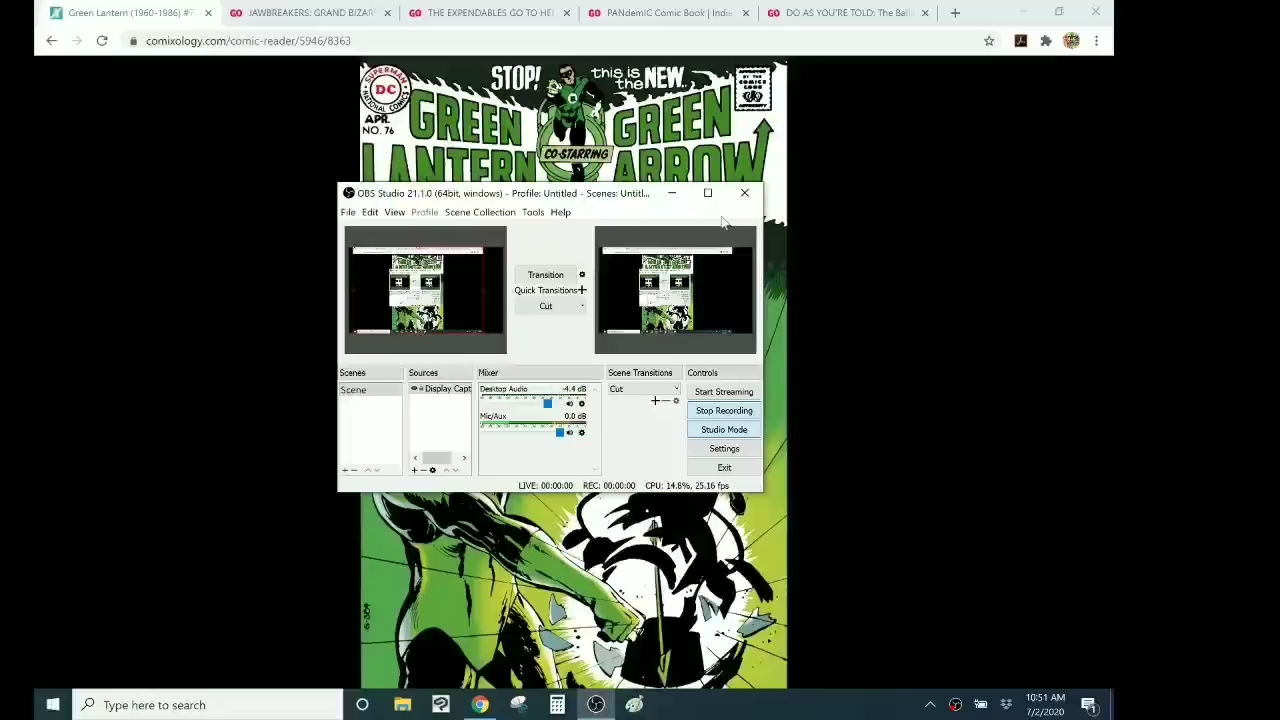 Green Lantern (1960-1986) #7
JAWBREAKERS: GRAND BIZAR
THE EXPENDABLES GO TO HEL
PANdemIC Comic Book | Indie
DO AS YOU'RE TOLD: The Ball
comixology.com/comic-reader/5946/8363
SUPERMAN
DC
NATIONAL COMICS
APR.
NO. 76
STOP!
this is the NEW..
APPROVED BY THE COMICS CODE AUTHORITY
GREEN LANTERN
CO-STARRING
GREEN ARROW
OBS Studio 21.1.0 (64bit, windows) - Profile: Untitled - Scenes: Untitl...
File Edit View Profile Scene Collection Tools Help
Transition
Quick Transitions
Cut
Scenes
Sources
Mixer
Scene Transitions
Controls
Scene
Display Capt
Desktop Audio -4.4 dB
Mic/Aux 0.0 dB
Cut
Start Streaming
Stop Recording
Studio Mode
Settings
Exit
LIVE: 00:00:00 REC: 00:00:00 CPU: 14.8%, 25.16 fps
Type here to search
10:51 AM
7/2/2020
1